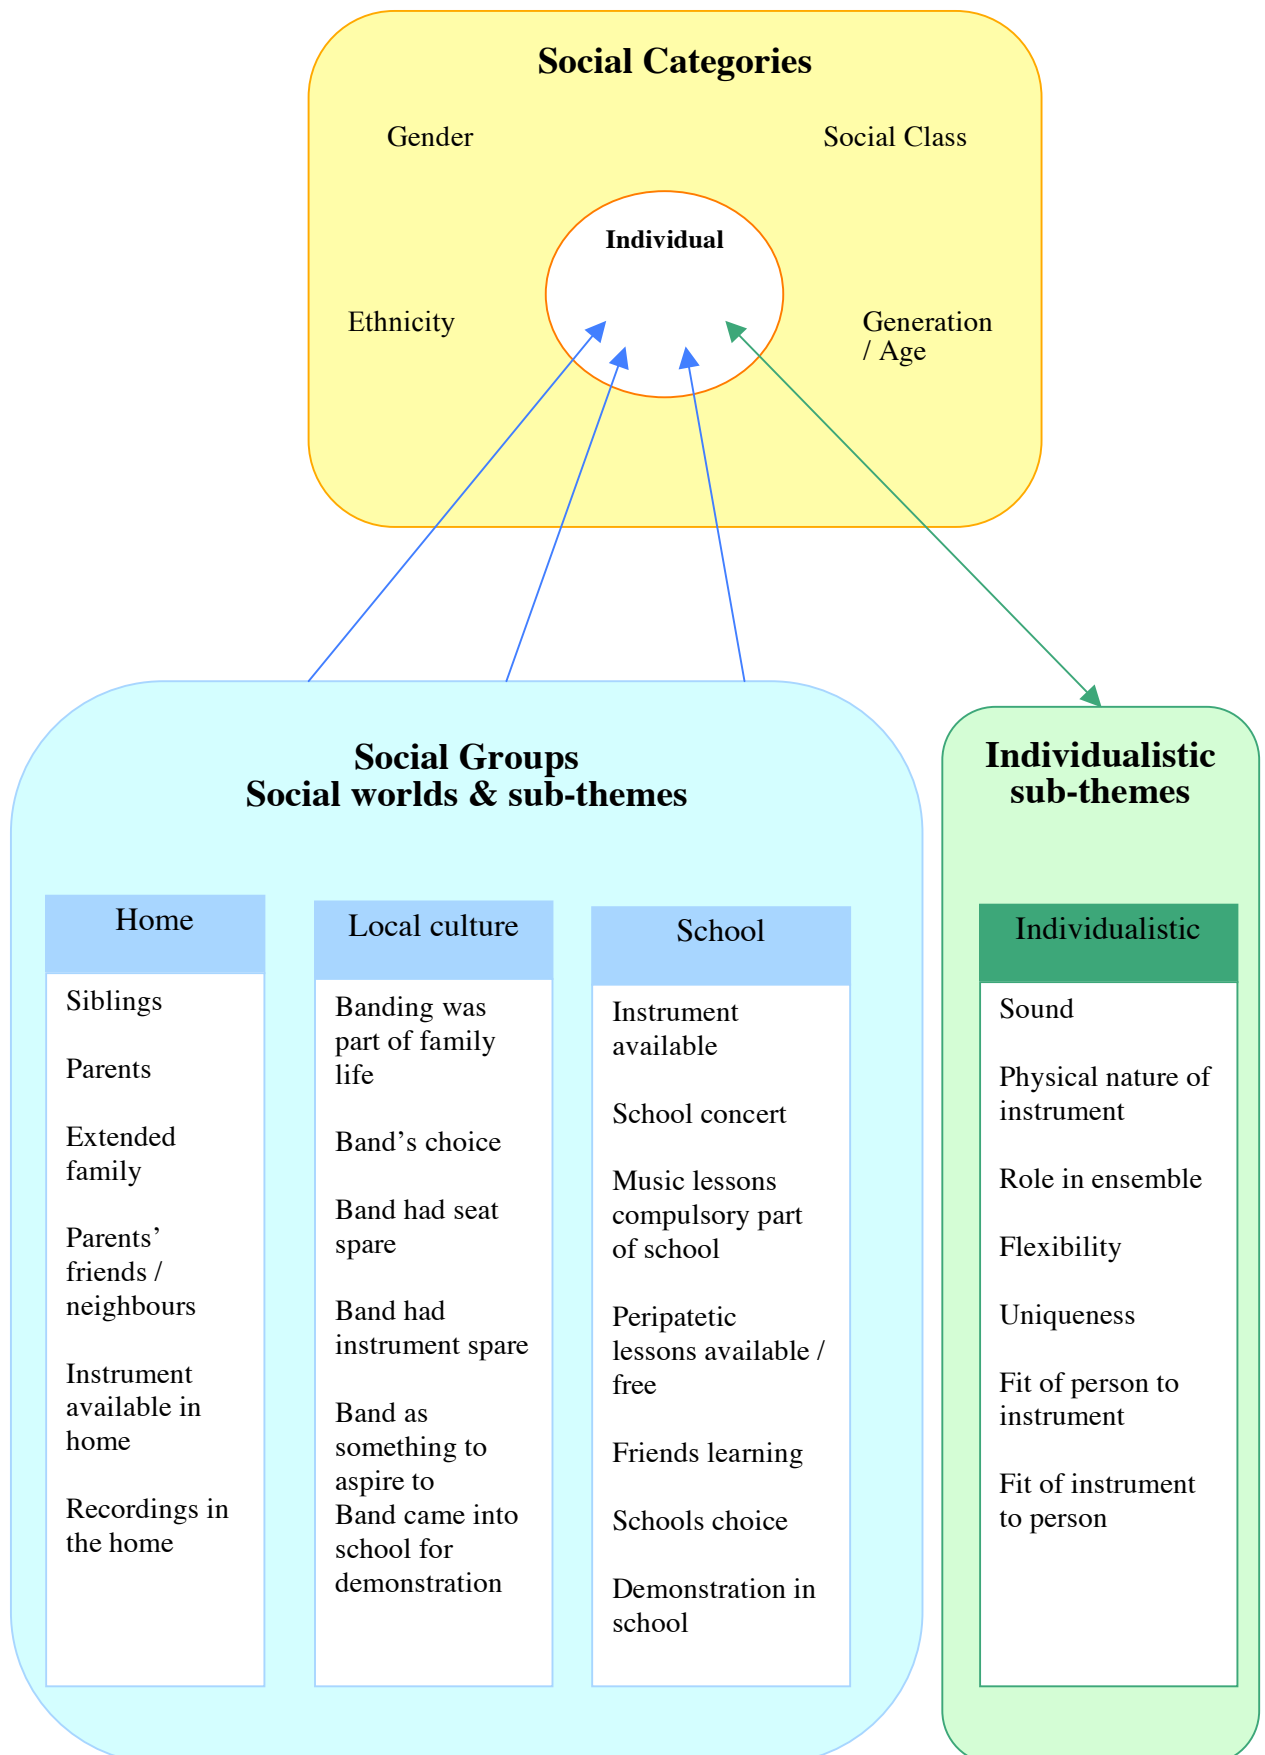 Social Categories
Gender
Social Class
Individual
Ethnicity
Generation
/ Age
Social Groups
Social worlds & sub-themes
Home
Siblings
Parents
Extended
family
Parents’
friends /
neighbours
Instrument
available in
home
Recordings in
the home
Local culture
Banding was
part of family
life
Band’s choice
Band had seat
spare
Band had
instrument spare
Band as
something to
aspire to
Band came into
school for
demonstration
School
Instrument
available
School concert
Music lessons
compulsory part
of school
Peripatetic
lessons available /
free
Friends learning
Schools choice
Demonstration in
school
Individualistic
sub-themes
Individualistic
Sound
Physical nature of
instrument
Role in ensemble
Flexibility
Uniqueness
Fit of person to
instrument
Fit of instrument
to person